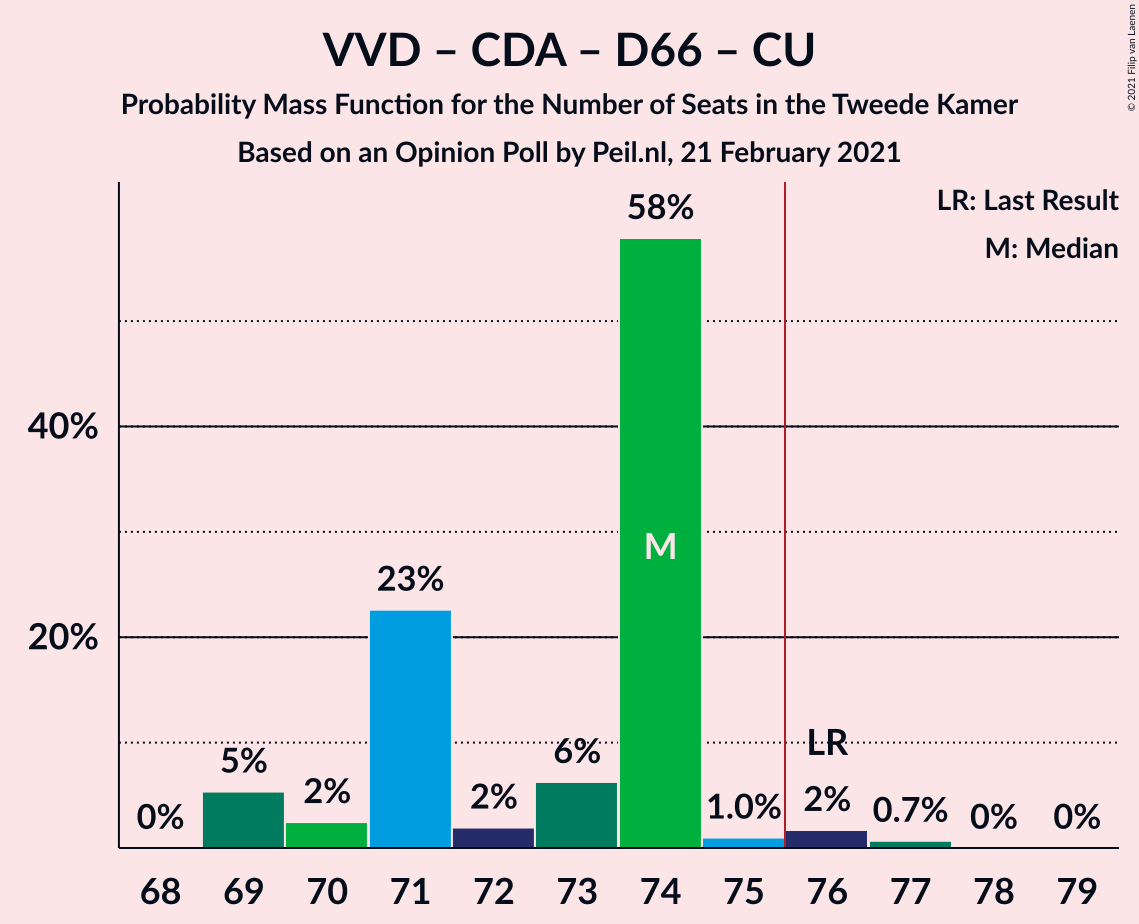 VVD – CDA – D66 – CU
Probability Mass Function for the Number of Seats in the Tweede Kamer
Based on an Opinion Poll by Peil.nl, 21 February 2021
© 2021 Filip van Laenen
LR: Last Result
M: Median
40%
20%
0%
5%
2%
23%
2%
6%
58%
M
1.0%
LR
2%
0.7%
0%
0%
68 69 70 71 72 73 74 75 76 77 78 79